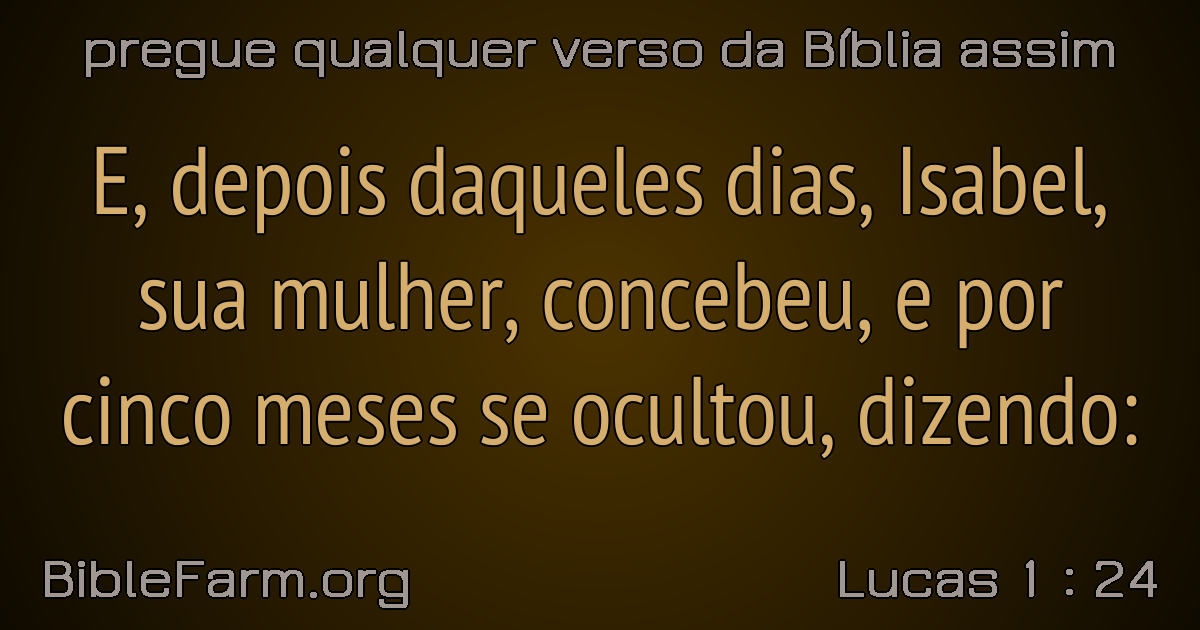 pregue qualquer verso da Bíblia assim
E, depois daqueles dias, Isabel,
sua mulher, concebeu, e por
cinco meses se ocultou, dizendo:
BibleFarm.org
Lucas 1 : 24